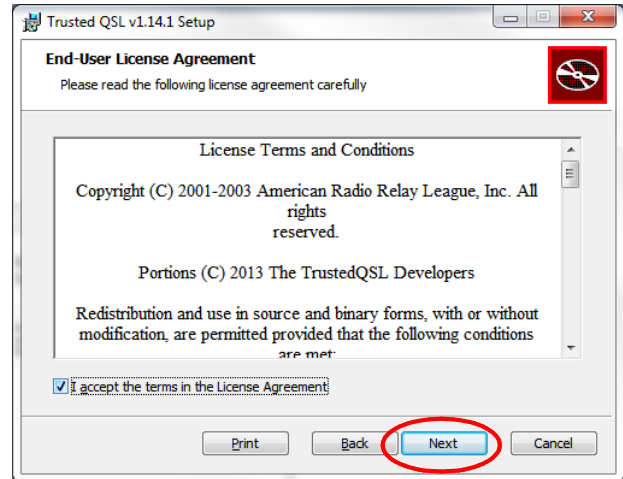 Trusted QSL v1.14.1 Setup
End-User License Agreement
Please read the following license agreement carefully
License Terms and Conditions
Copyright (C) 2001-2003 American Radio Relay League, Inc. All
rights
reserved.
Portions (C) 2013 The TrustedQSL Developers
Redistribution and use in source and binary forms, with or without
modification, are permitted provided that the following conditions
are met:
I accept the terms in the License Agreement
Print Back Next Cancel